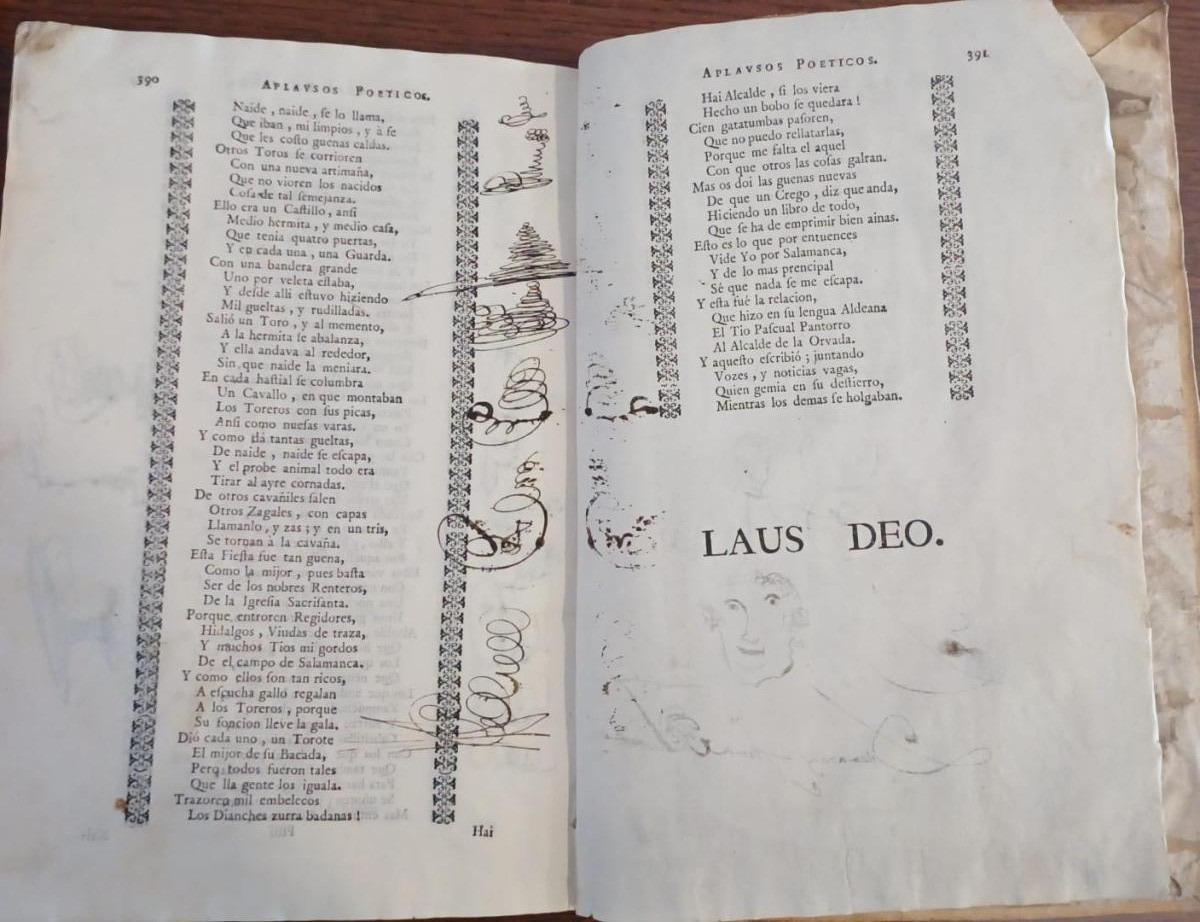 390
APLAVSOS POETICOS.
Naide, naide, ſe lo llama,
Que iban, mi limpios, y à ſe
Que les coſto guenas caldas.
Otros Toros ſe corrioren
Con una nueva artimaña,
Que no vioren los nacidos
Coſa de tal ſemejanza.
Ello era un Caſtillo, anſi
Medio hermita, y medio caſa,
Que tenia quatro puertas,
Y en cada una, una Guarda.
Con una bandera grande
Uno por veleta eſtaba,
Y deſde alli eſtuvo hiziendo
Mil gueltas, y rudilladas.
Salió un Toro, y al memento,
A la hermita ſe abalanza,
Y ella andava al rededor,
Sin que naide la meniara.
En cada haſtial ſe columbra
Un Cavallo, en que montaban
Los Toreros con ſus picas,
Anſi como nueſas varas.
Y como dá tantas gueltas,
De naide, naide ſe eſcapa,
Y el probe animal todo era
Tirar al ayre cornadas.
De otros cavañiles ſalen
Otros Zagales, con capas
Llamanlo, y zas; y en un tris,
Se tornan à la cavaña.
Eſta Fieſta fue tan guena,
Como la mijor, pues baſta
Ser de los nobres Renteros,
De la Igreſia Sacriſanta.
Porque entroren Regidores,
Hidalgos, Viudas de traza,
Y muchos Tios mi gordos
De el campo de Salamanca.
Y como ellos ſon tan ricos,
A eſcucha gallo regalan
A los Toreros, porque
Su foncion lleve la gala.
Dió cada uno, un Torote
El mijor de ſu Bacada,
Pero todos fueron tales
Que lla gente los iguala.
Trazoren mil embelecos
Los Dianches zurra badanas!
Hai
APLAVSOS POETICOS.
391
Hai Alcalde, ſi los viera
Hecho un bobo ſe quedara!
Cien gatatumbas paſoren,
Que no puedo rellatarlas,
Porque me falta el aquel
Con que otros las coſas galran.
Mas os doi las guenas nuevas
De que un Crego, diz que anda,
Hiciendo un libro de todo,
Que ſe ha de emprimir bien ainas.
Eſto es lo que por entuences
Vide Yo por Salamanca,
Y de lo mas prencipal
Sé que nada ſe me eſcapa.
Y eſta fué la relacion,
Que hizo en ſu lengua Aldeana
El Tio Paſcual Pantorro
Al Alcalde de la Orvada.
Y aqueſto eſcribió; juntando
Vozes, y noticias vagas,
Quien gemia en ſu deſtierro,
Mientras los demas ſe holgaban.
LAUS DEO.